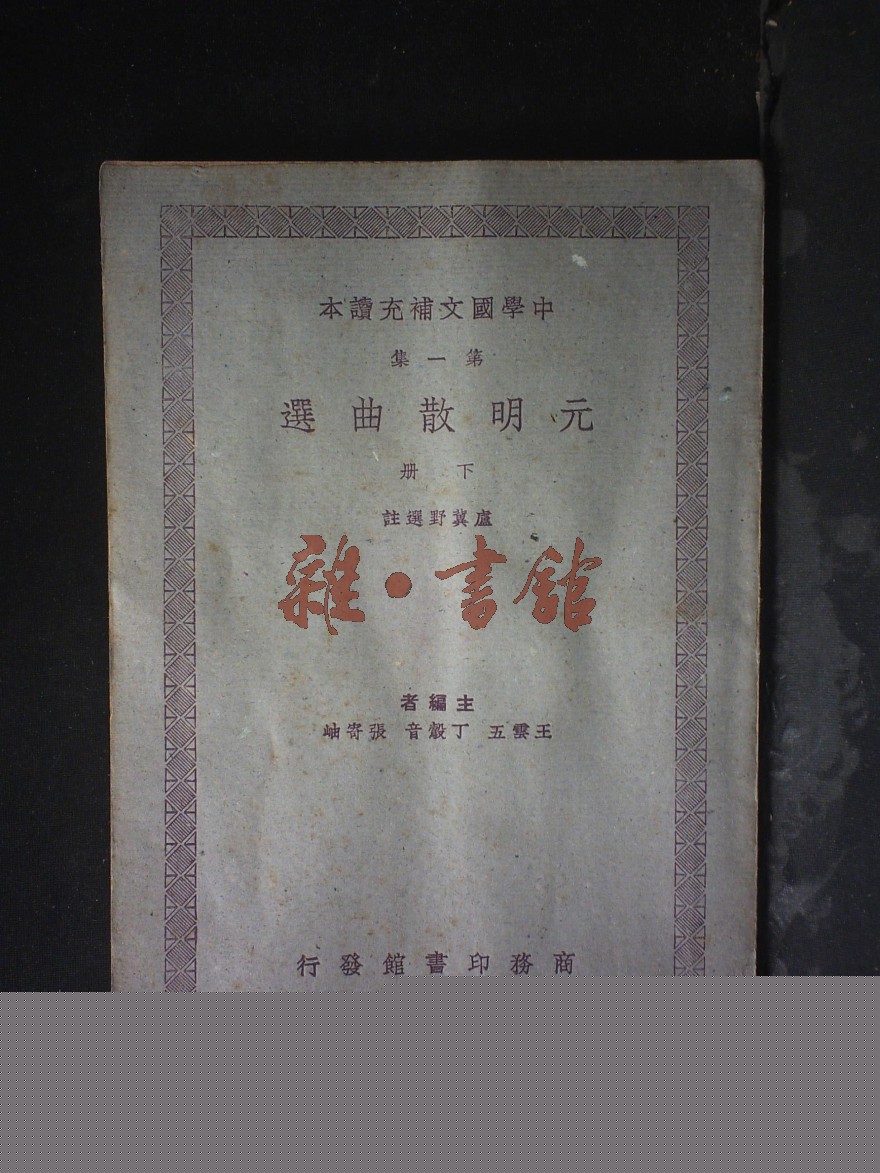 中學國文補充讀本
第一集
元明散曲選
下册
盧冀野選註
雜·書館
主編者
王雲五 丁瑴音 張寄岫
商務印書館發行